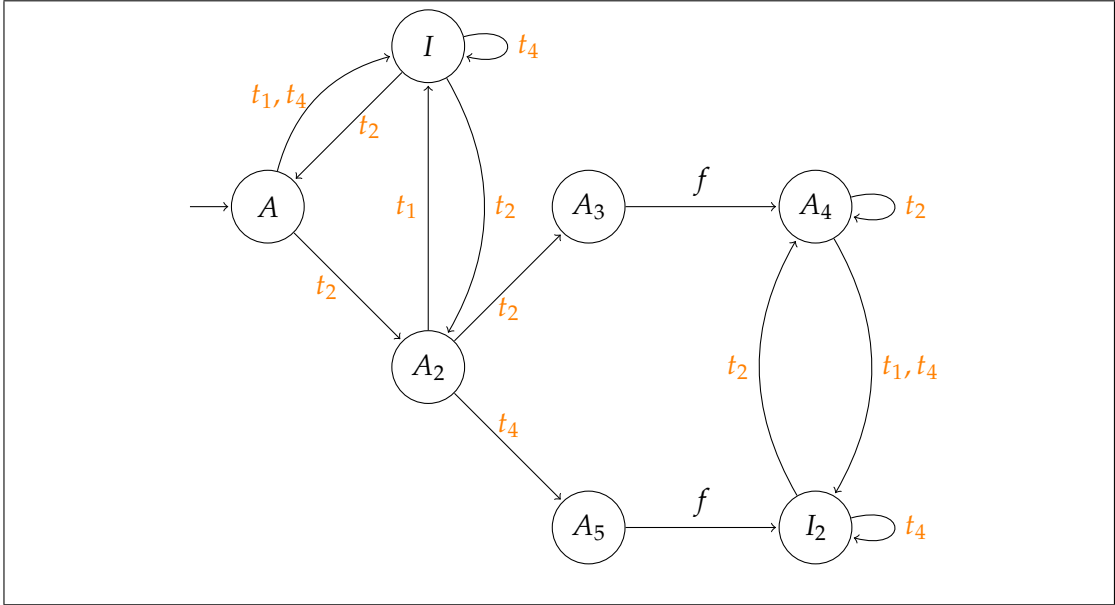 I
t₄
t₁, t₄
t₂
A
t₁
t₂
A₃
f
A₄
t₂
t₂
t₂
A₂
t₂
t₁, t₄
t₄
A₅
f
I₂
t₄